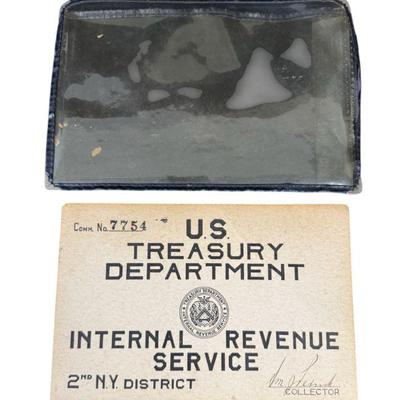 Comm. No. 7754
U.S.
TREASURY
DEPARTMENT
INTERNAL REVENUE
SERVICE
2ND N.Y. DISTRICT
COLLECTOR